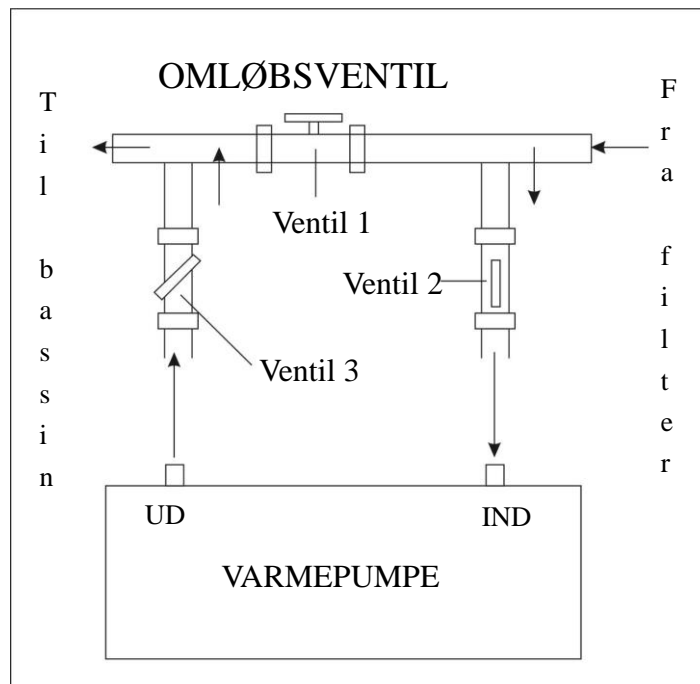 OMLØBSVENTIL
Til bassin
Fra filter
Ventil 1
Ventil 2
Ventil 3
UD
IND
VARMEPUMPE